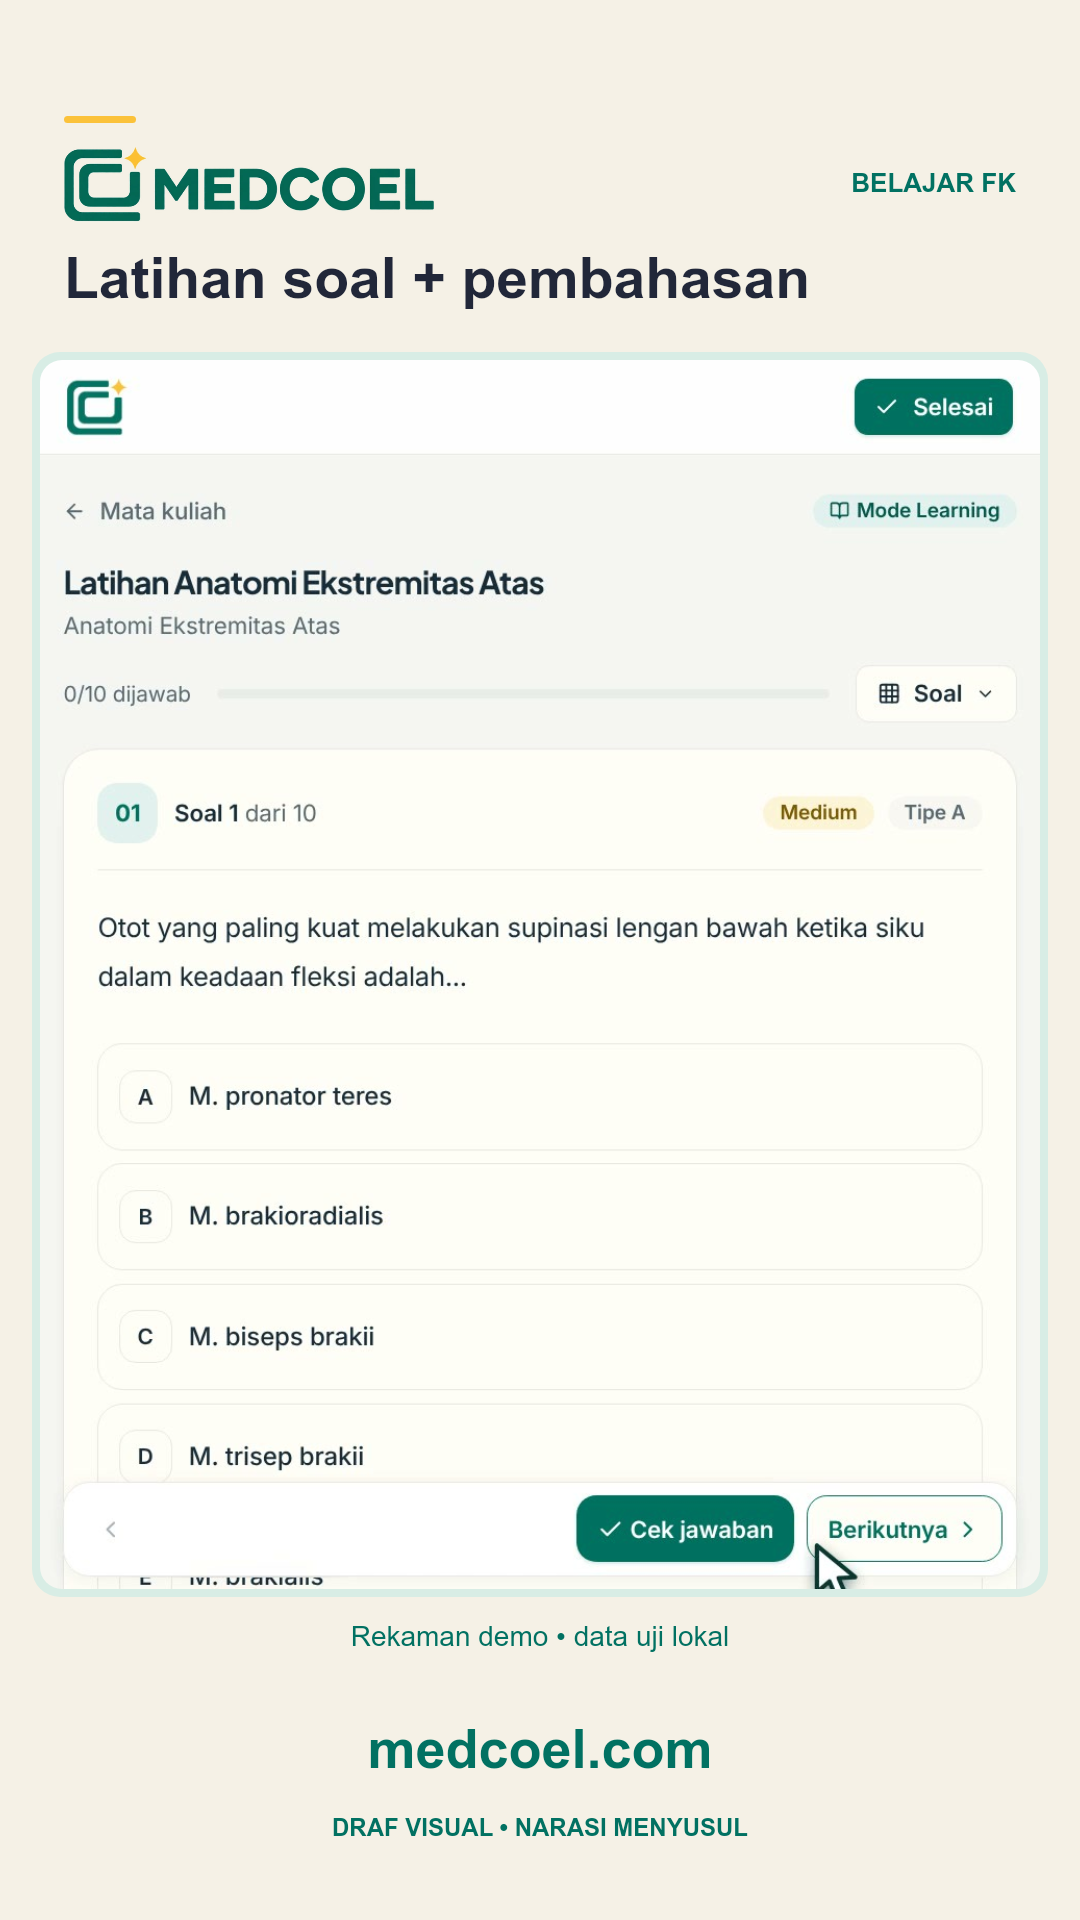 MEDCOEL
BELAJAR FK
Latihan soal + pembahasan
Selesai
Mata kuliah
Mode Learning
Latihan Anatomi Ekstremitas Atas
Anatomi Ekstremitas Atas
0/10 dijawab
Soal
01
Soal 1 dari 10
Medium
Tipe A
Otot yang paling kuat melakukan supinasi lengan bawah ketika siku
dalam keadaan fleksi adalah...
A M. pronator teres
B M. brakioradialis
C M. biseps brakii
D M. trisep brakii
Cek jawaban
Berikutnya
E M. brakialis
Rekaman demo • data uji lokal
medcoel.com
DRAF VISUAL • NARASI MENYUSUL